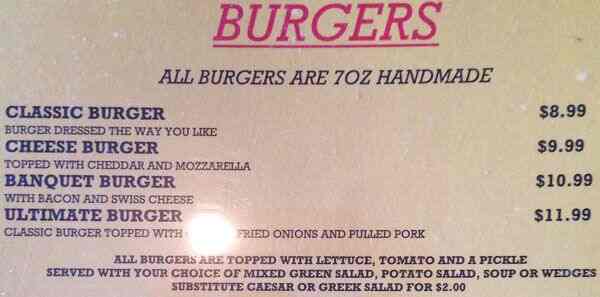 BURGERS
ALL BURGERS ARE 7OZ HANDMADE
CLASSIC BURGER $8.99
BURGER DRESSED THE WAY YOU LIKE
CHEESE BURGER $9.99
TOPPED WITH CHEDDAR AND MOZZARELLA
BANQUET BURGER $10.99
WITH BACON AND SWISS CHEESE
ULTIMATE BURGER $11.99
CLASSIC BURGER TOPPED WITH FRIED ONIONS AND PULLED PORK
ALL BURGERS ARE TOPPED WITH LETTUCE, TOMATO AND A PICKLE
SERVED WITH YOUR CHOICE OF MIXED GREEN SALAD, POTATO SALAD, SOUP OR WEDGES
SUBSTITUTE CAESAR OR GREEK SALAD FOR $2.00